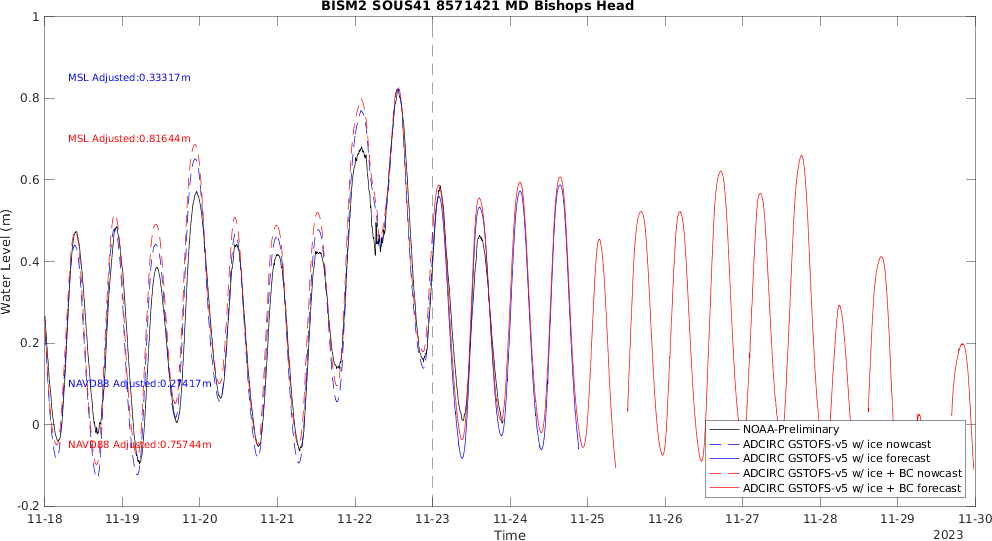 BISM2 SOUS41 8571421 MD Bishops Head
1
0.8
0.6
0.4
0.2
0
-0.2
Water Level (m)
MSL Adjusted:0.33317m
MSL Adjusted:0.81644m
NAVD88 Adjusted:0.27417m
NAVD88 Adjusted:0.75744m
NOAA-Preliminary
ADCIRC GSTOFS-v5 w/ ice nowcast
ADCIRC GSTOFS-v5 w/ ice forecast
ADCIRC GSTOFS-v5 w/ ice + BC nowcast
ADCIRC GSTOFS-v5 w/ ice + BC forecast
11-18 11-19 11-20 11-21 11-22 11-23 11-24 11-25 11-26 11-27 11-28 11-29 11-30
Time
2023